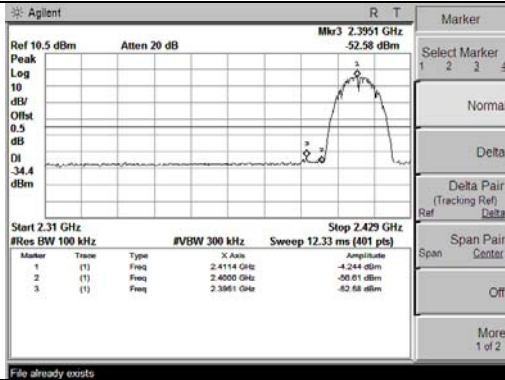 Agilent R T
Mkr3 2.3951 GHz
Ref 10.5 dBm Atten 20 dB -52.58 dBm
Peak
Log
10
dB/
Offst
0.5
dB
DI
-34.4
dBm
Start 2.31 GHz Stop 2.429 GHz
#Res BW 100 kHz #VBW 300 kHz Sweep 12.33 ms (401 pts)
Marker Trace Type X Axis Amplitude
1 (1) Freq 2.4114 GHz -4.244 dBm
2 (1) Freq 2.4000 GHz -56.61 dBm
3 (1) Freq 2.3951 GHz -52.58 dBm
File already exists
Marker
Select Marker
1 2 3 4
Normal
Delta
Delta Pair
(Tracking Ref)
Ref Delta
Span Pair
Span Center
Off
More
1 of 2